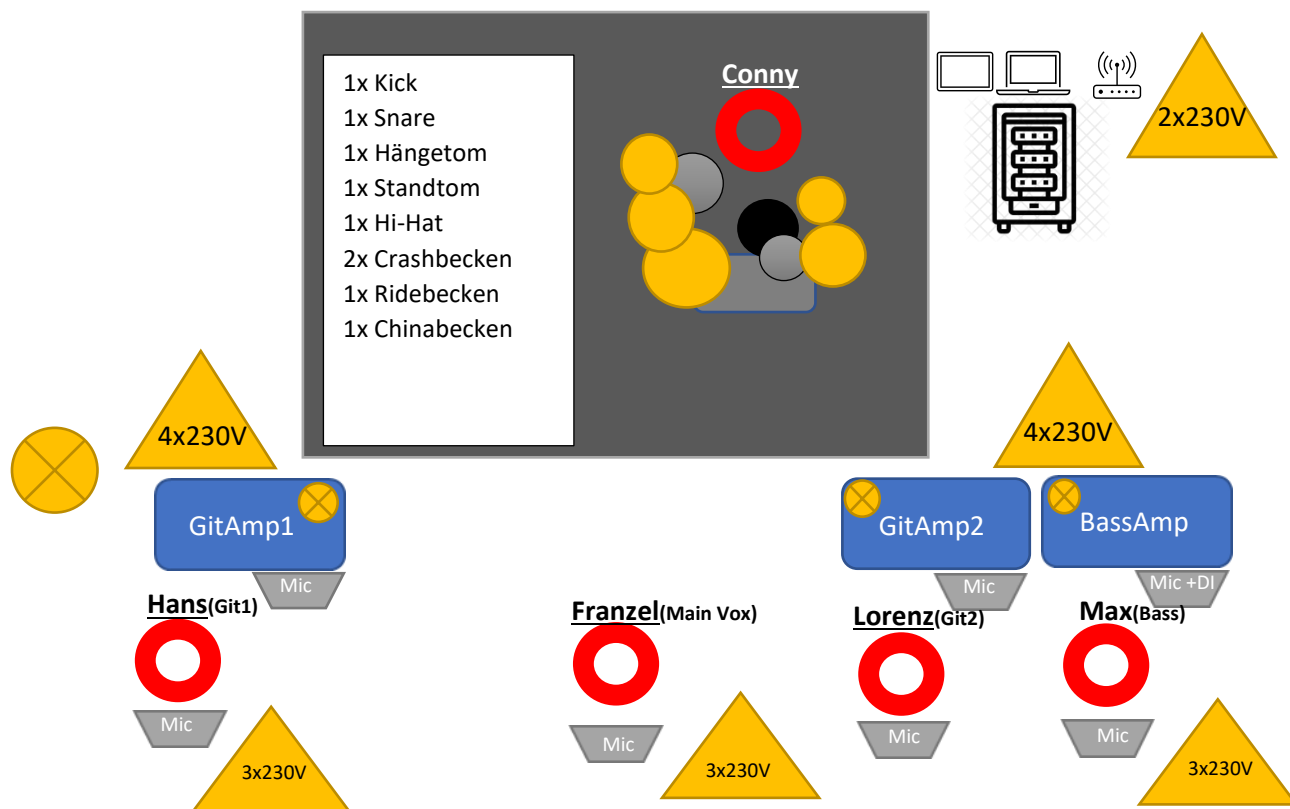 Conny
1x Kick
1x Snare
1x Hängetom
1x Standtom
1x Hi-Hat
2x Crashbecken
1x Ridebecken
1x Chinabecken
2x230V
4x230V
4x230V
GitAmp1
GitAmp2
BassAmp
Mic
Mic
Mic +DI
Hans(Git1)
Franzel(Main Vox)
Lorenz(Git2)
Max(Bass)
Mic
Mic
Mic
Mic
3x230V
3x230V
3x230V